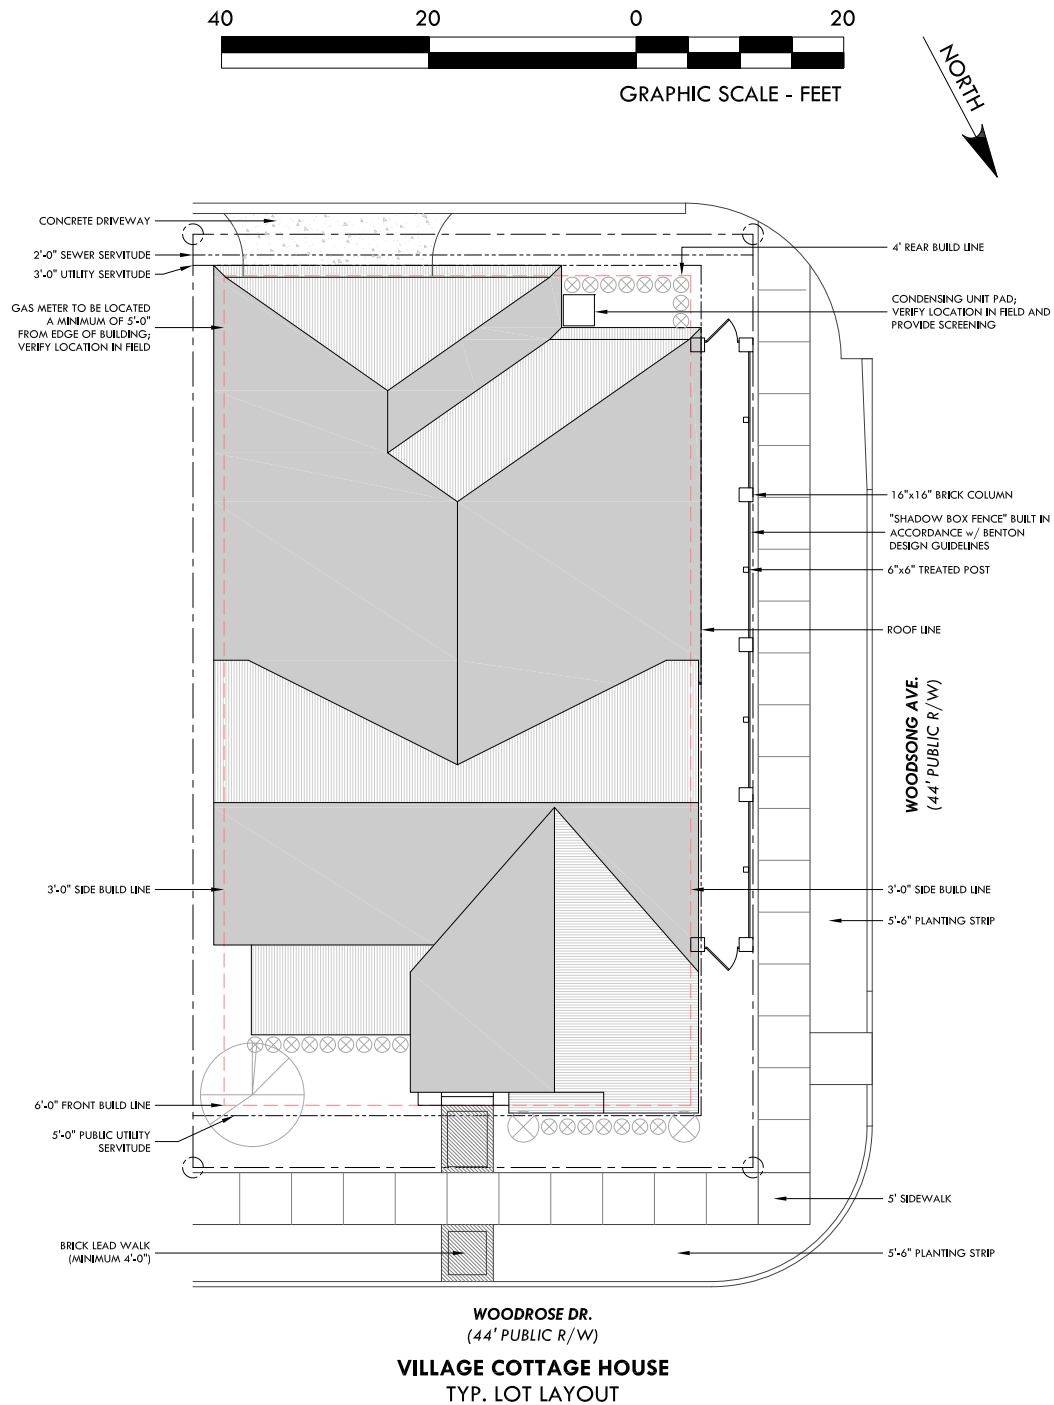 40 20 0 20
GRAPHIC SCALE - FEET
NORTH
CONCRETE DRIVEWAY
2'-0" SEWER SERVITUDE
3'-0" UTILITY SERVITUDE
GAS METER TO BE LOCATED
A MINIMUM OF 5'-0"
FROM EDGE OF BUILDING;
VERIFY LOCATION IN FIELD
4' REAR BUILD LINE
CONDENSING UNIT PAD;
VERIFY LOCATION IN FIELD AND
PROVIDE SCREENING
16"x16" BRICK COLUMN
"SHADOW BOX FENCE" BUILT IN
ACCORDANCE w/ BENTON
DESIGN GUIDELINES
6"x6" TREATED POST
ROOF LINE
WOODSONG AVE.
(44' PUBLIC R/W)
3'-0" SIDE BUILD LINE
3'-0" SIDE BUILD LINE
5'-6" PLANTING STRIP
6'-0" FRONT BUILD LINE
5'-0" PUBLIC UTILITY
SERVITUDE
5' SIDEWALK
BRICK LEAD WALK
(MINIMUM 4'-0")
5'-6" PLANTING STRIP
WOODROSE DR.
(44' PUBLIC R/W)
VILLAGE COTTAGE HOUSE
TYP. LOT LAYOUT